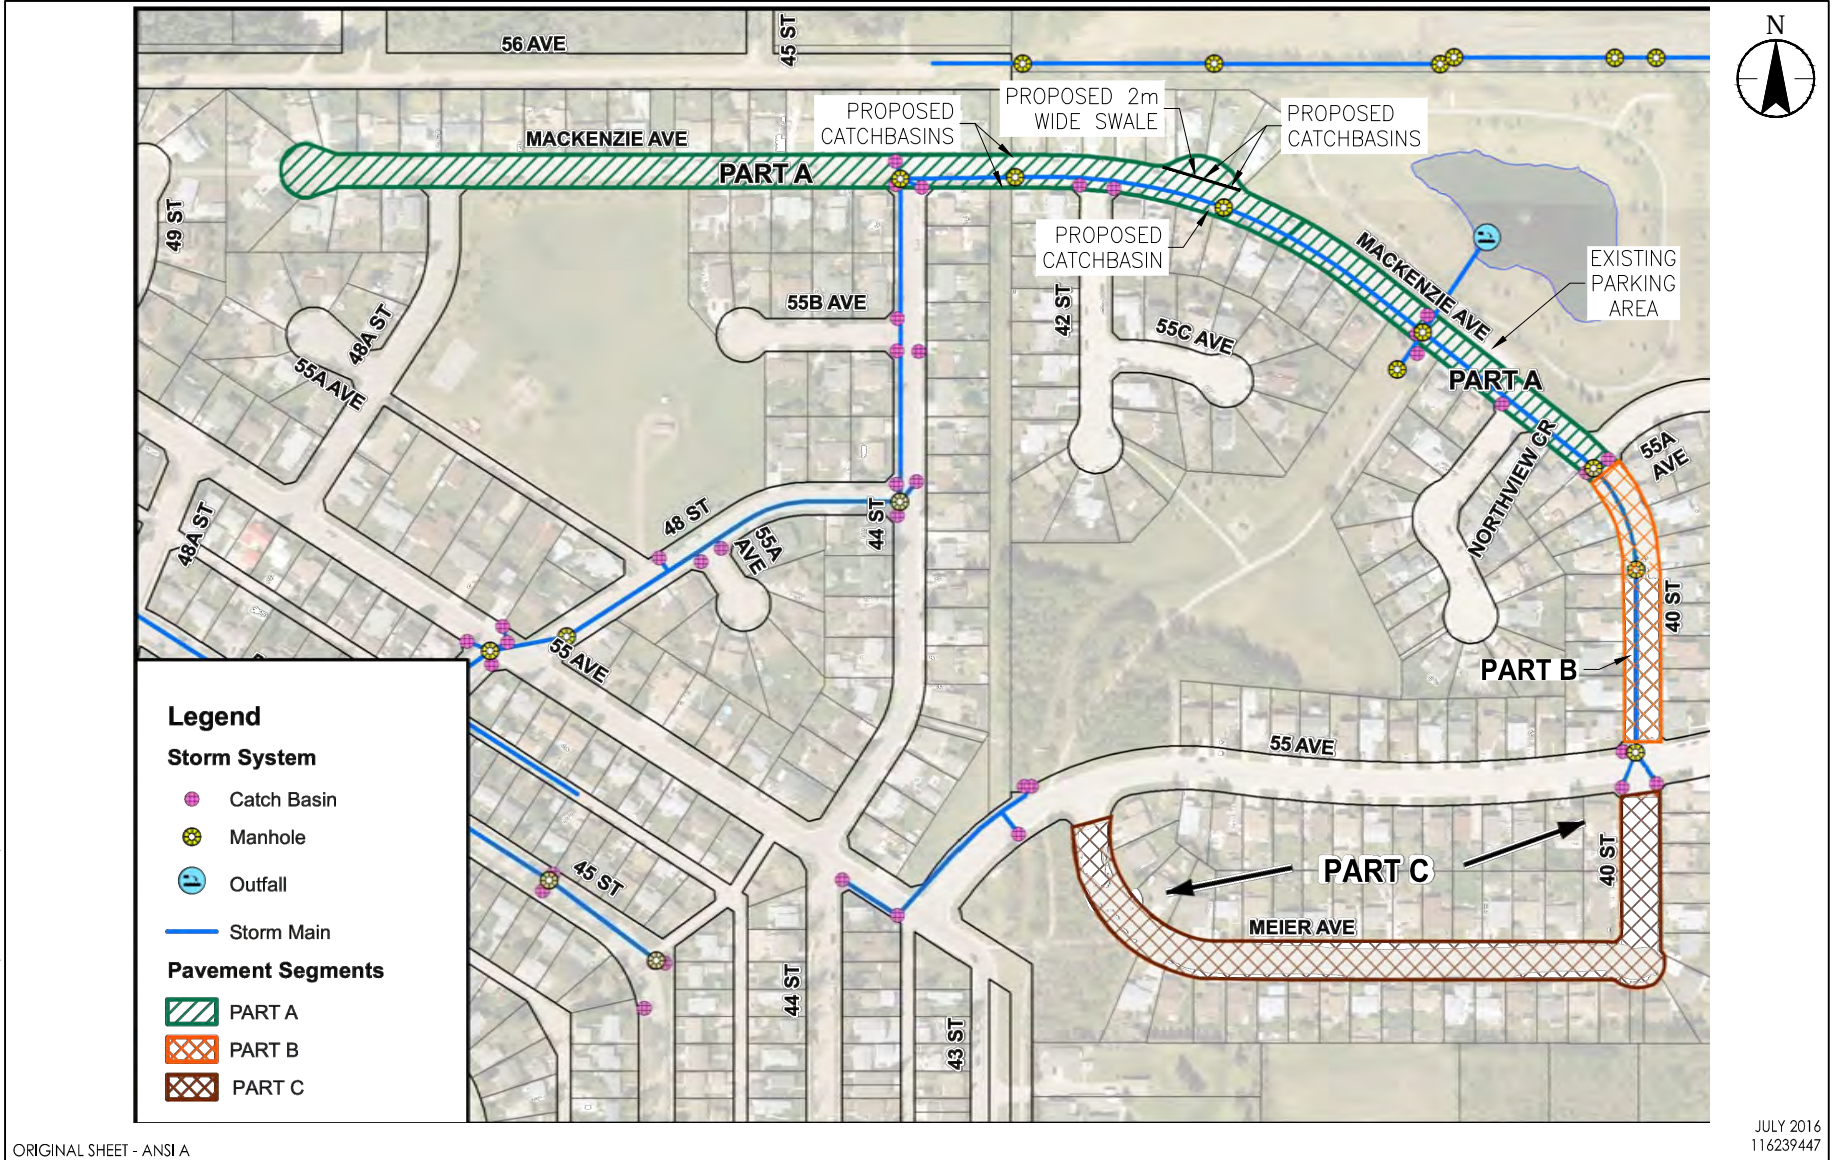 N
56 AVE
45 ST
PROPOSED
CATCHBASINS
PROPOSED 2m
WIDE SWALE
PROPOSED
CATCHBASINS
MACKENZIE AVE
PART A
49 ST
PROPOSED
CATCHBASIN
MACKENZIE AVE
EXISTING
PARKING
AREA
55B AVE
42 ST
55C AVE
48A ST
55A AVE
PART A
NORTHVIEW CR
55A
AVE
48A ST
48 ST
44 ST
55A
AVE
40 ST
55 AVE
PART B
55 AVE
Legend
Storm System
Catch Basin
Manhole
Outfall
Storm Main
Pavement Segments
PART A
PART B
PART C
45 ST
PART C
40 ST
MEIER AVE
44 ST
43 ST
JULY 2016
116239447
ORIGINAL SHEET - ANSI A